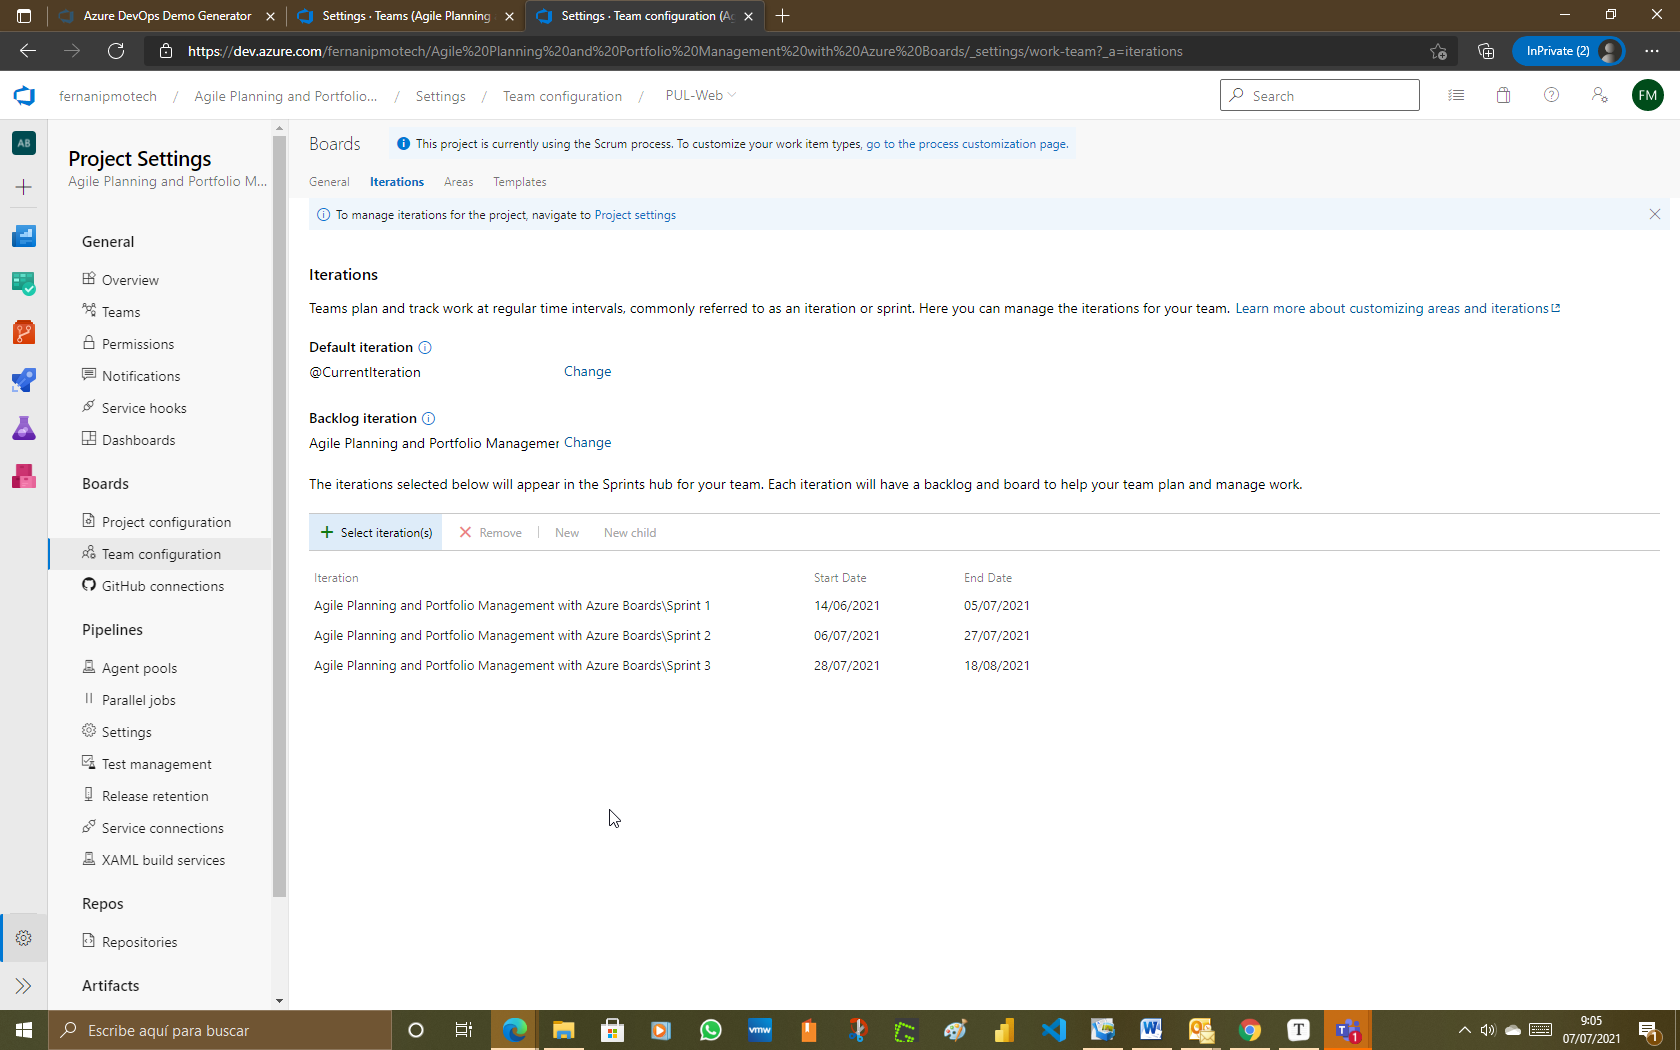 Azure DevOps Demo Generator
Settings · Teams (Agile Planning
Settings · Team configuration (Ag
https://dev.azure.com/fernanipmotech/Agile%20Planning%20and%20Portfolio%20Management%20with%20Azure%20Boards/_settings/work-team?_a=iterations
InPrivate (2)
fernanipmotech / Agile Planning and Portfolio... / Settings / Team configuration / PUL-Web
Search
FM
AB
Project Settings
Agile Planning and Portfolio M...
General
Overview
Teams
Permissions
Notifications
Service hooks
Dashboards
Boards
Project configuration
Team configuration
GitHub connections
Pipelines
Agent pools
Parallel jobs
Settings
Test management
Release retention
Service connections
XAML build services
Repos
Repositories
Artifacts
Boards
This project is currently using the Scrum process. To customize your work item types, go to the process customization page.
General Iterations Areas Templates
To manage iterations for the project, navigate to Project settings
Iterations
Teams plan and track work at regular time intervals, commonly referred to as an iteration or sprint. Here you can manage the iterations for your team. Learn more about customizing areas and iterations
Default iteration
@CurrentIteration Change
Backlog iteration
Agile Planning and Portfolio Managemer Change
The iterations selected below will appear in the Sprints hub for your team. Each iteration will have a backlog and board to help your team plan and manage work.
Select iteration(s) Remove New New child
Iteration Start Date End Date
Agile Planning and Portfolio Management with Azure Boards\Sprint 1 14/06/2021 05/07/2021
Agile Planning and Portfolio Management with Azure Boards\Sprint 2 06/07/2021 27/07/2021
Agile Planning and Portfolio Management with Azure Boards\Sprint 3 28/07/2021 18/08/2021
Escribe aquí para buscar
vmw
T
1
9:05
07/07/2021
1